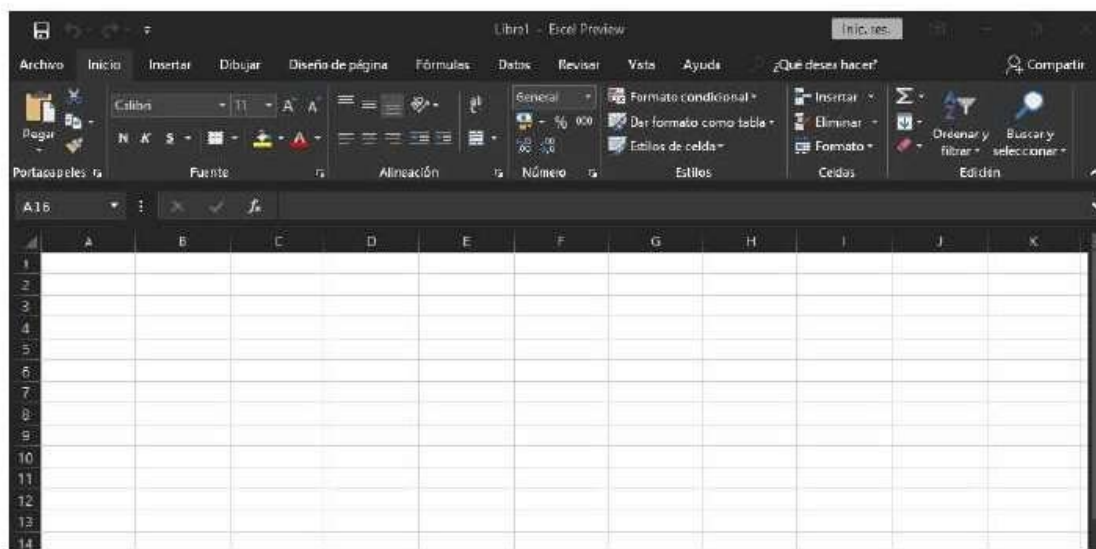 Libro1 - Excel Preview Inic. ses.
Archivo Inicio Insertar Dibujar Diseño de página Fórmulas Datos Revisar Vista Ayuda ¿Qué desea hacer? Compartir
Pegar
Calibri 11 A A
N K S A
General
% 000
Formato condicional
Dar formato como tabla
Estilos de celda
Insertar
Eliminar
Formato
Σ
Ordenar y filtrar
Buscar y seleccionar
Portapapeles Fuente Alineación Número Estilos Celdas Edición
A16 fx
A B C D E F G H I J K
1
2
3
4
5
6
7
8
9
10
11
12
13
14